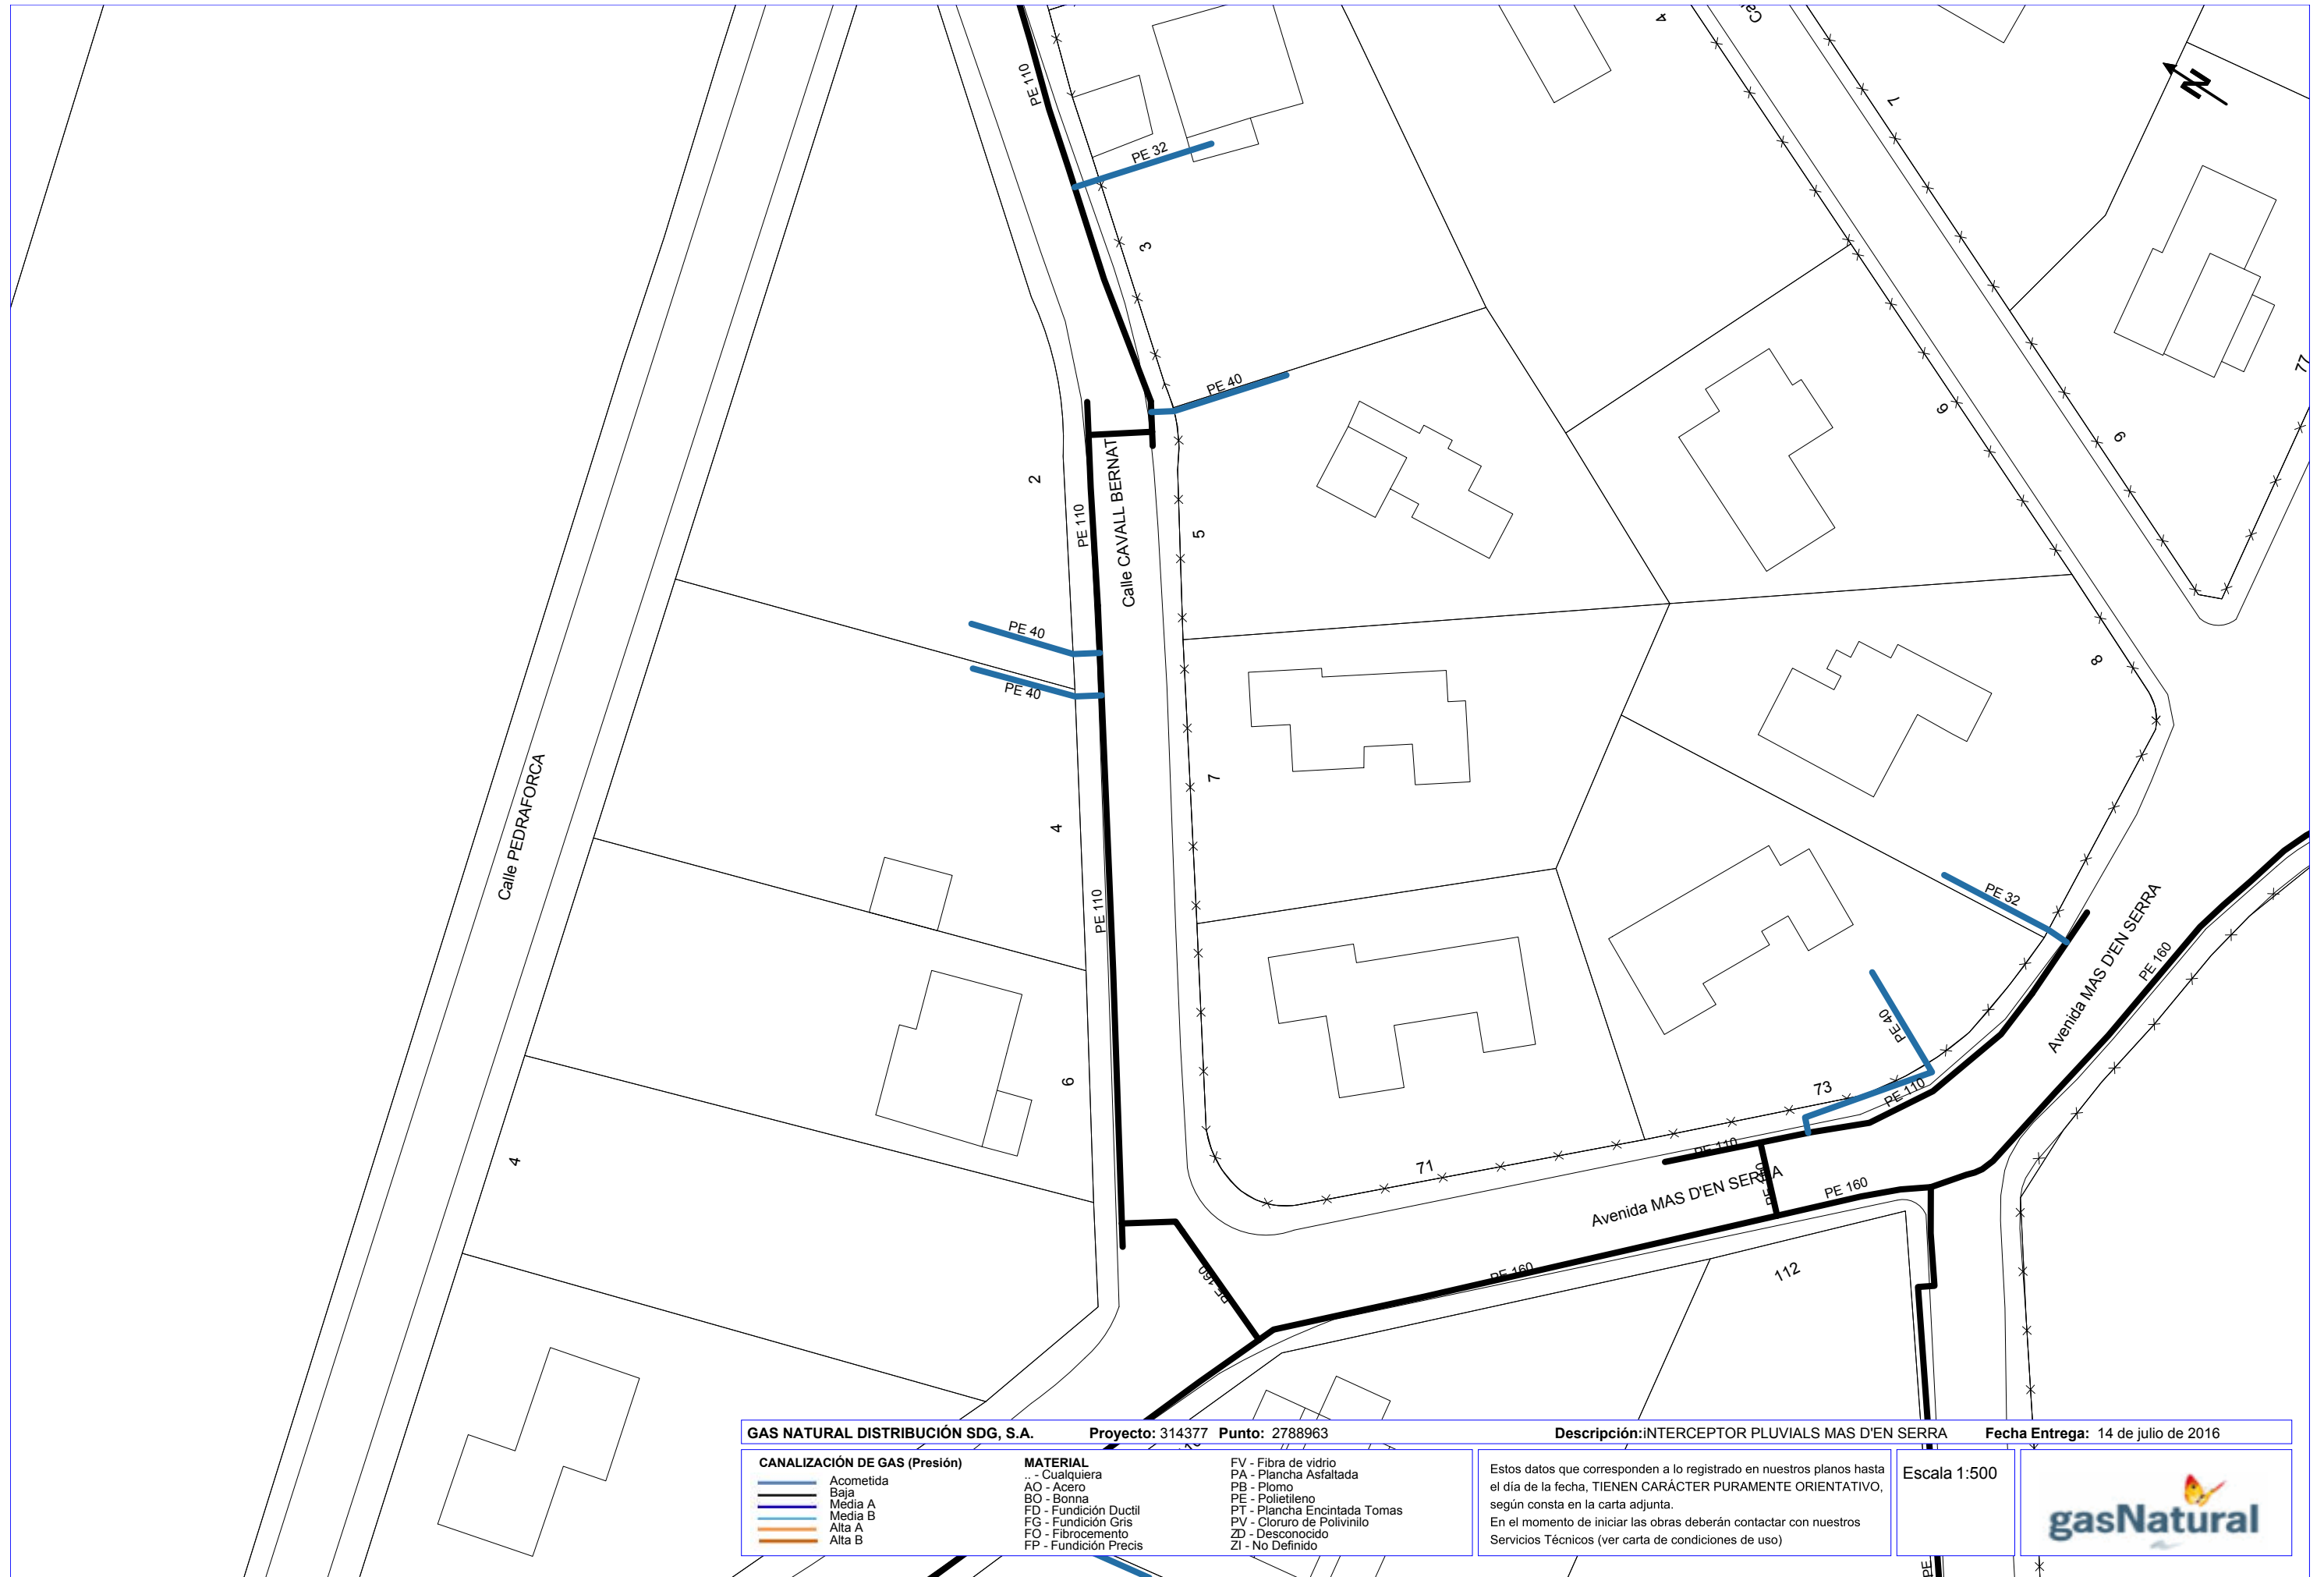 PE 110
4
N
7
PE 32
3
77
PE 40
6
9
2
Calle CAVALL BERNAT
PE 110
5
PE 40
8
PE 40
7
Calle PEDRAFORCA
4
PE 32
PE 110
Avenida MAS D'EN SERRA
PE 160
PE 40
6
73
PE 110
PE 110
71
4
Avenida MAS D'EN SERRA
PE 160
PE 160
PE 160
112
GAS NATURAL DISTRIBUCIÓN SDG, S.A. Proyecto: 314377 Punto: 2788963 Descripción:iNTERCEPTOR PLUVIALS MAS D'EN SERRA Fecha Entrega: 14 de julio de 2016
CANALIZACIÓN DE GAS (Presión)
Acometida
Baja
Media A
Media B
Alta A
Alta B
MATERIAL
.. - Cualquiera
AO - Acero
BO - Bonna
FD - Fundición Ductil
FG - Fundición Gris
FO - Fibrocemento
FP - Fundición Precis
FV - Fibra de vidrio
PA - Plancha Asfaltada
PB - Plomo
PE - Polietileno
PT - Plancha Encintada Tomas
PV - Cloruro de Polivinilo
ZD - Desconocido
ZI - No Definido
Estos datos que corresponden a lo registrado en nuestros planos hasta
el día de la fecha, TIENEN CARÁCTER PURAMENTE ORIENTATIVO,
según consta en la carta adjunta.
En el momento de iniciar las obras deberán contactar con nuestros
Servicios Técnicos (ver carta de condiciones de uso)
Escala 1:500
gasNatural
PE